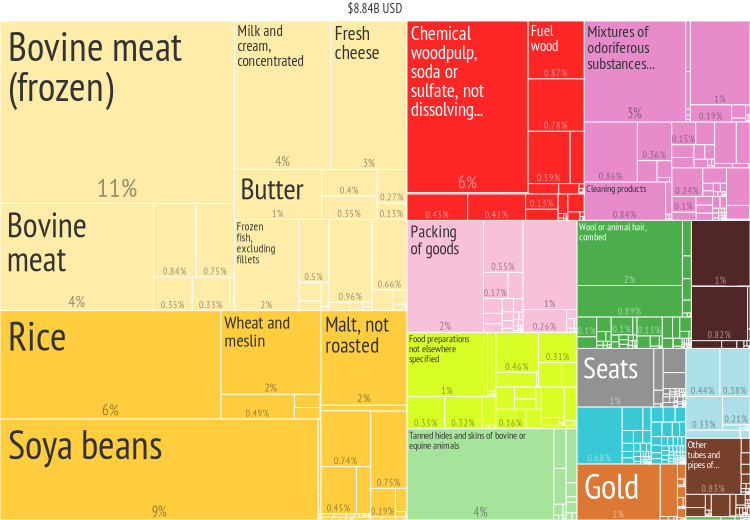 $8.84B USD
Bovine meat
(frozen)
11%
Milk and
cream,
concentrated
4%
Fresh
cheese
3%
Butter
1%
0.4%
0.27%
0.35%
0.13%
Bovine
meat
4%
0.84%
0.75%
0.35%
0.33%
Frozen
fish,
excluding
fillets
2%
0.5%
0.96%
0.66%
Rice
6%
Wheat and
meslin
2%
0.49%
Malt, not
roasted
2%
Soya beans
9%
0.74%
0.75%
0.45%
0.19%
Chemical
woodpulp,
soda or
sulfate, not
dissolving...
6%
Fuel
wood
0.87%
0.78%
0.59%
0.43%
0.41%
0.13%
Mixtures of
odoriferous
substances...
3%
1%
0.19%
0.15%
0.36%
0.86%
Cleaning products
0.84%
0.24%
0.1%
Packing
of goods
2%
0.55%
0.17%
1%
0.26%
Food preparations
not elsewhere
specified
1%
0.46%
0.31%
0.33%
0.32%
0.16%
Tanned hides and skins of bovine or
equine animals
4%
Wool or animal hair,
combed
2%
0.89%
0.1%
0.1%
0.13%
1%
0.82%
Seats
1%
0.68%
0.44%
0.38%
0.33%
0.21%
Gold
1%
Other
tubes and
pipes of...
0.83%